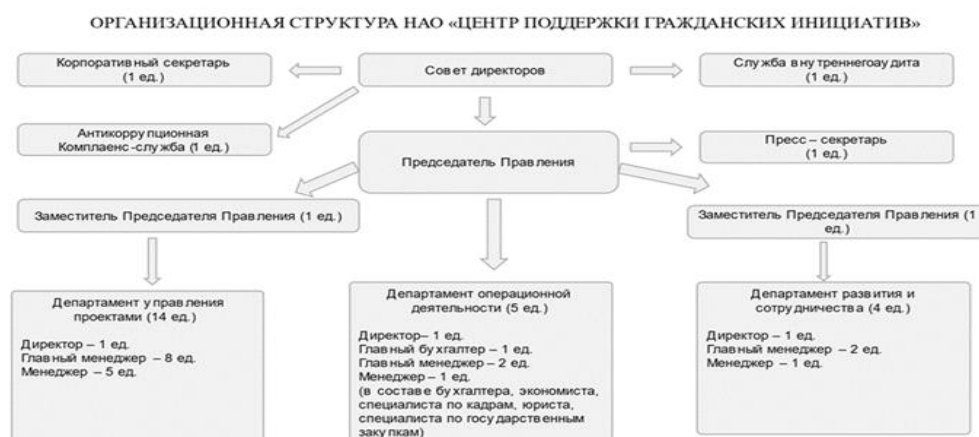 ОРГАНИЗАЦИОННАЯ СТРУКТУРА НАО «ЦЕНТР ПОДДЕРЖКИ ГРАЖДАНСКИХ ИНИЦИАТИВ»
Корпоративный секретарь
(1 ед.)
Совет директоров
Служба внутреннегоаудита
(1 ед.)
Антикоррупционная
Комплаенс-служба (1 ед.)
Председатель Правления
Пресс – секретарь
(1 ед.)
Заместитель Председателя Правления (1 ед.)
Заместитель Председателя Правления (1
ед.)
Департамент управления
проектами (14 ед.)
Директор – 1 ед.
Главный менеджер – 8 ед.
Менеджер – 5 ед.
Департамент операционной
деятельности (5 ед.)
Директор– 1 ед.
Главный бухгалтер – 1 ед.
Главный менеджер – 2 ед.
Менеджер – 1 ед.
(в составе бухгалтера, экономиста,
специалиста по кадрам, юриста,
специалиста по государственным
закупкам)
Департамент развития и
сотрудничества (4 ед.)
Директор – 1 ед.
Главный менеджер – 2 ед.
Менеджер – 1 ед.